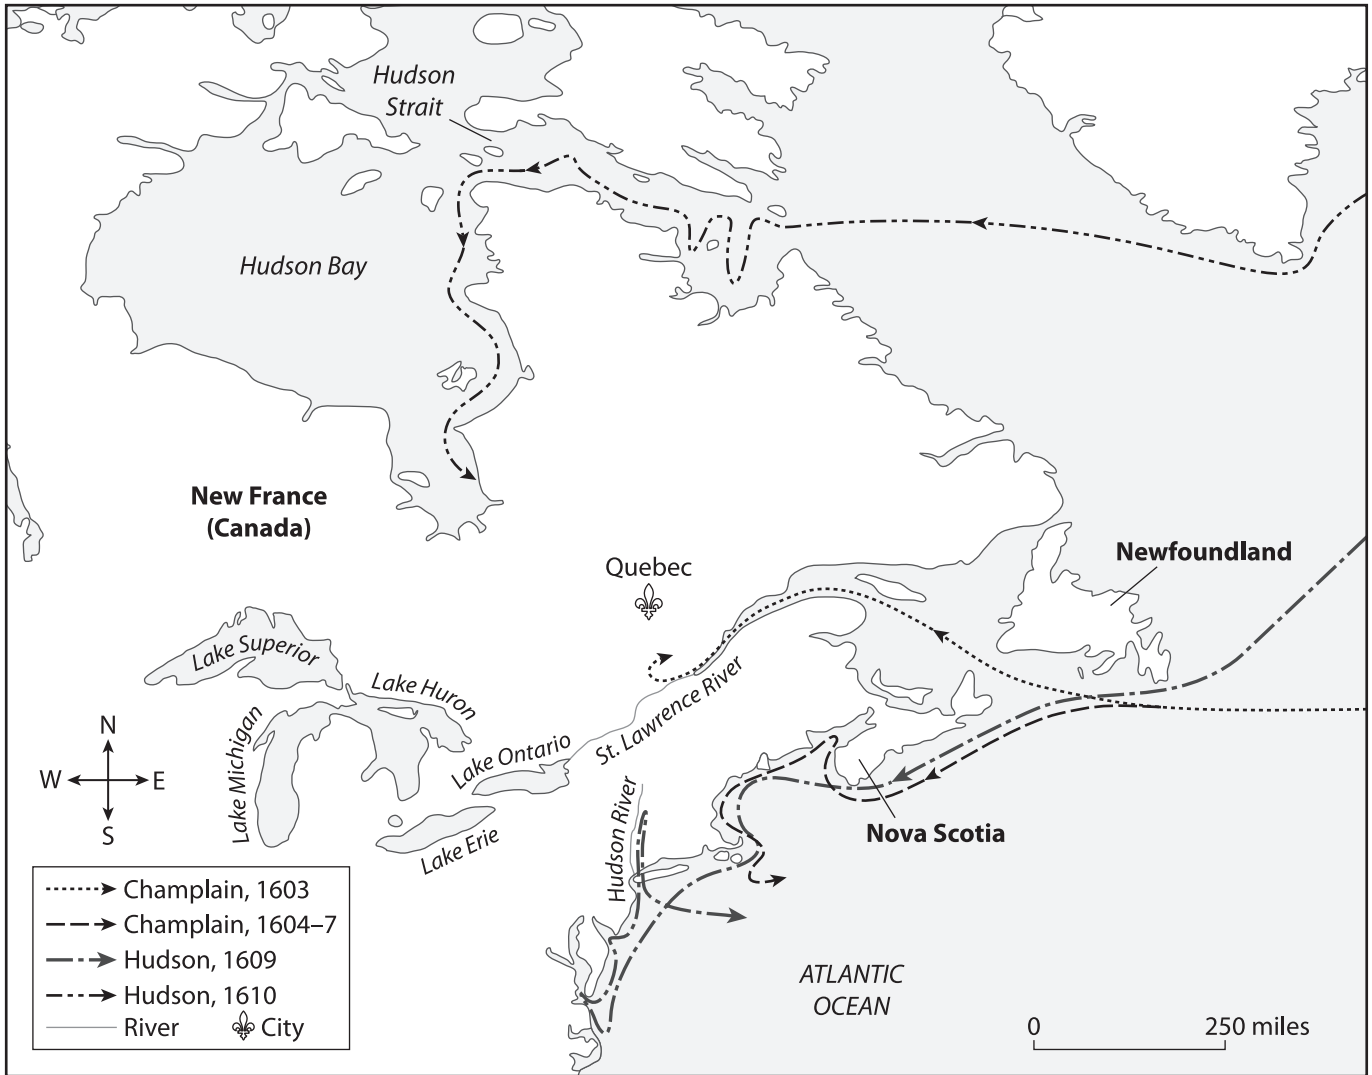 Hudson
Strait
Hudson Bay
New France
(Canada)
Quebec
Newfoundland
Lake Superior
Lake Huron
Lake Michigan
Lake Ontario
St. Lawrence River
Lake Erie
Hudson River
Nova Scotia
N
W
E
S
ATLANTIC
OCEAN
Champlain, 1603
Champlain, 1604–7
Hudson, 1609
Hudson, 1610
River
City
0
250 miles